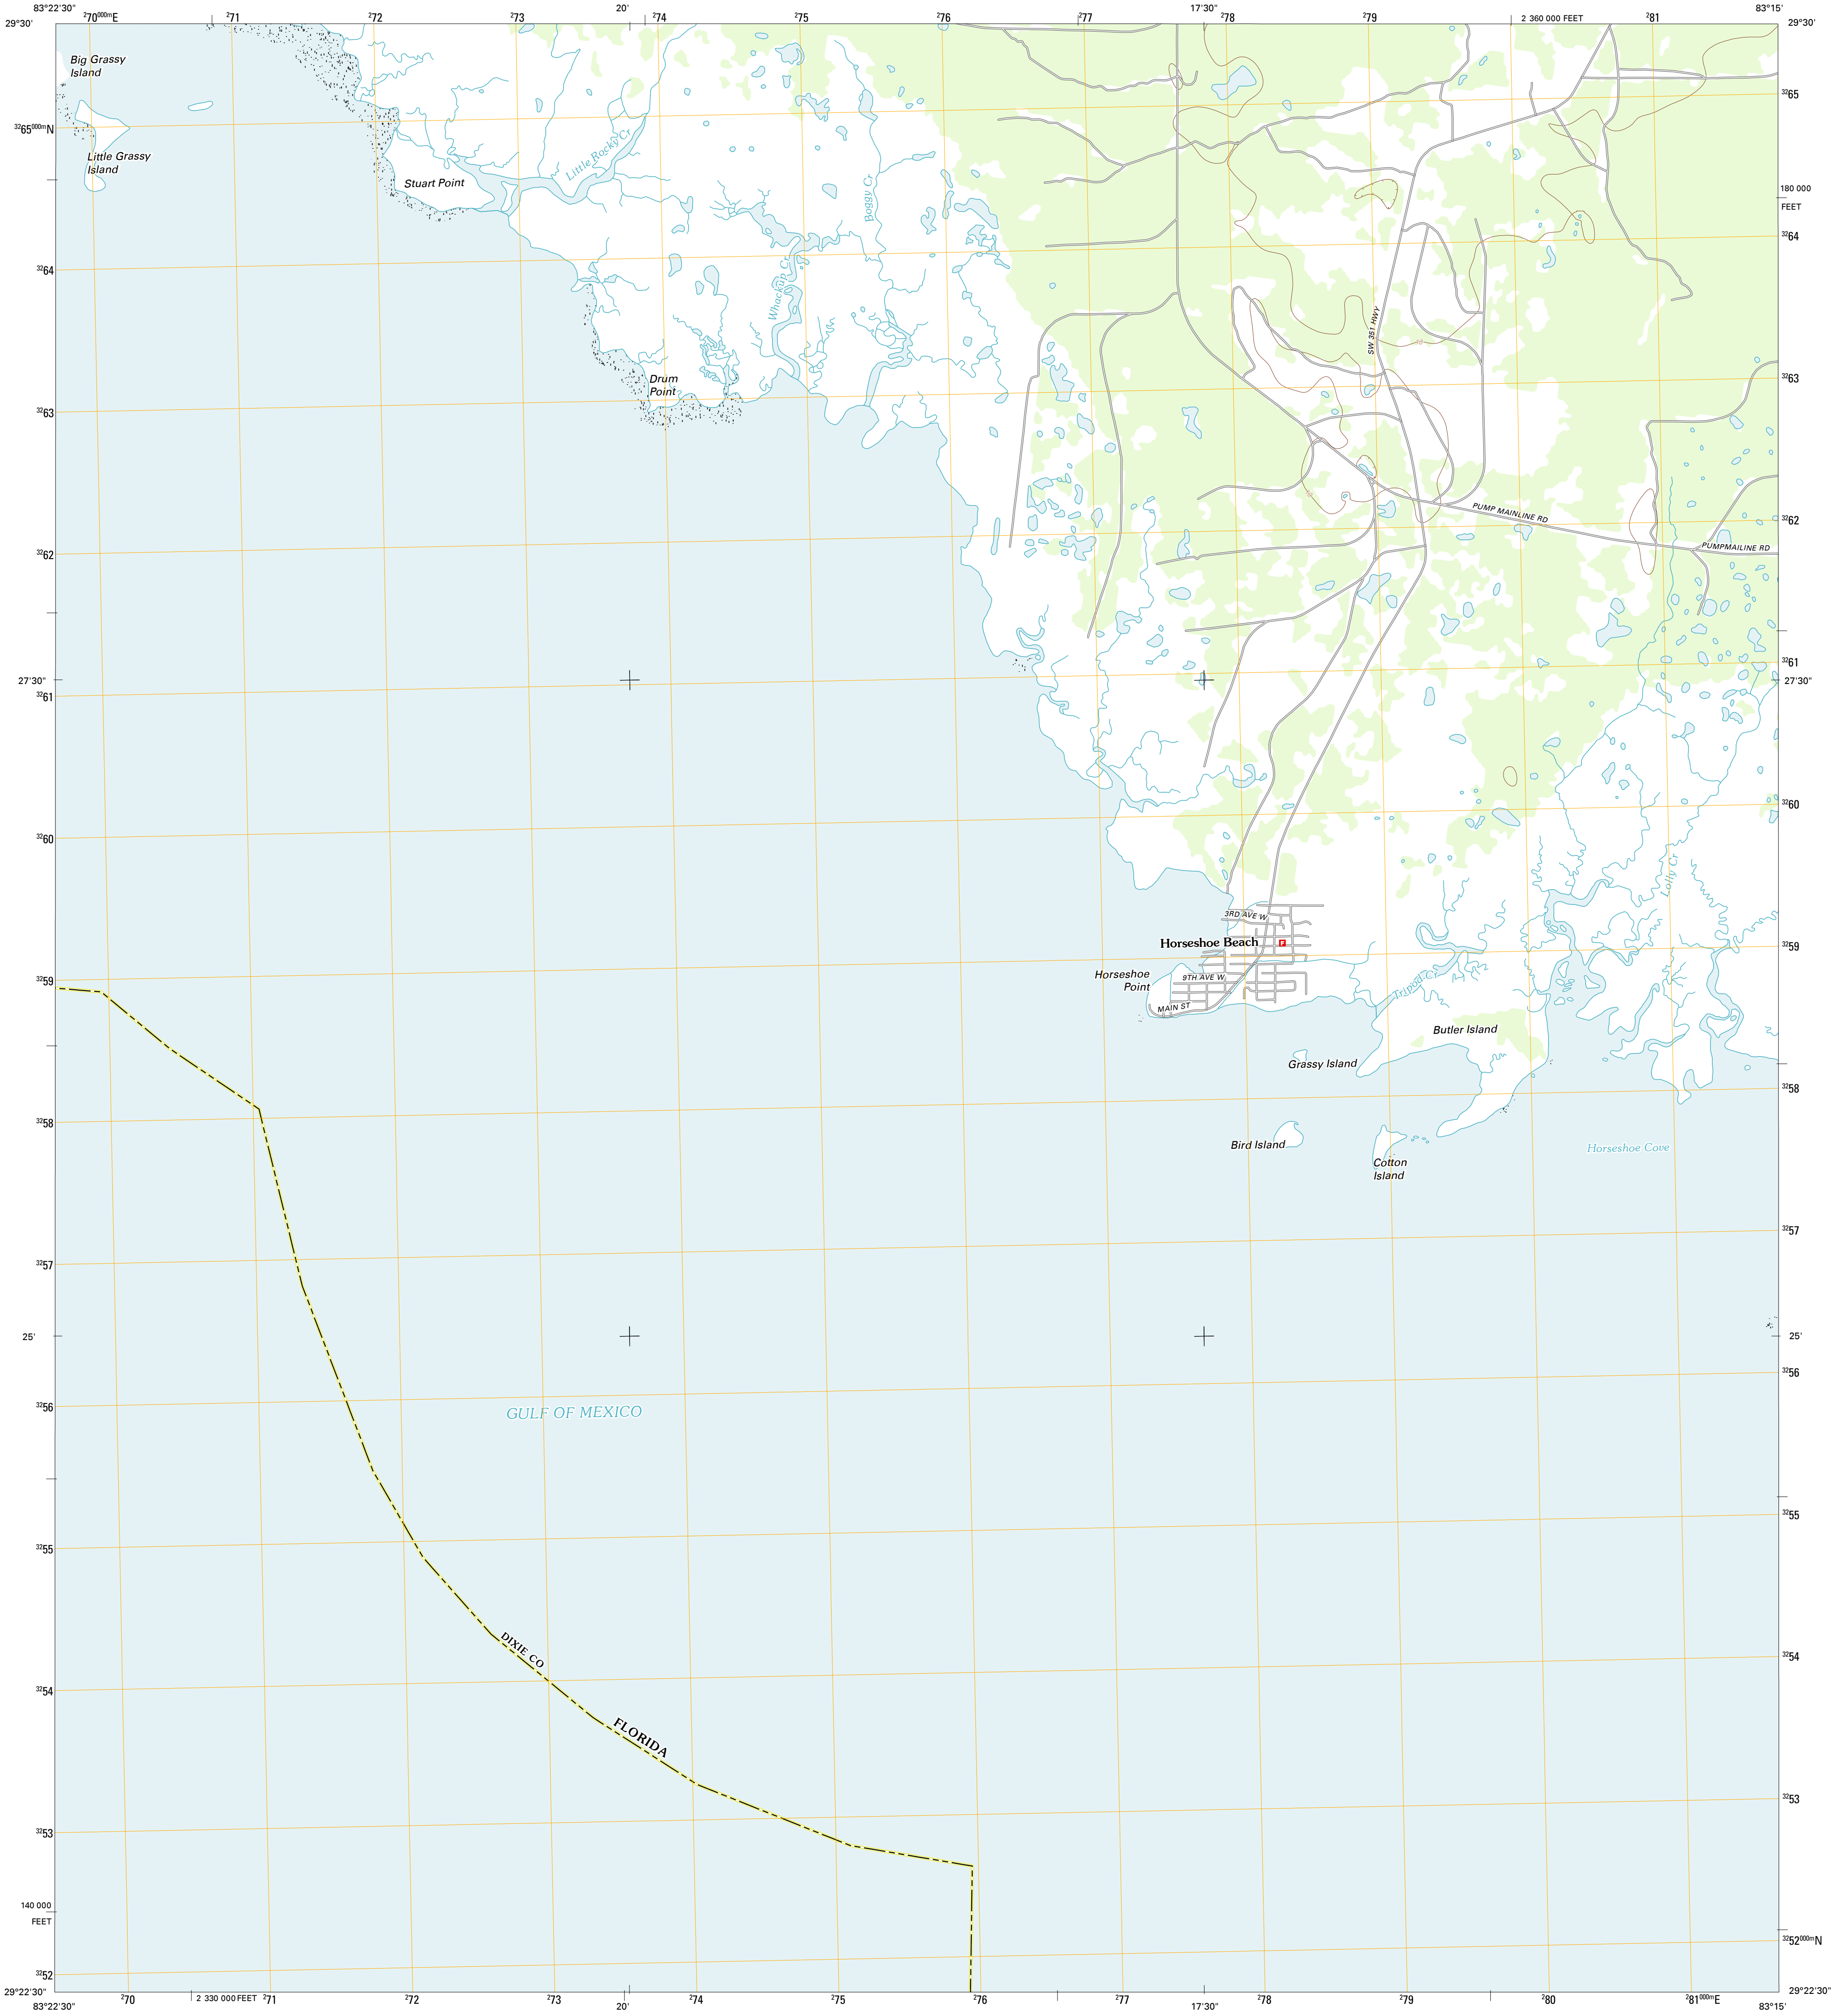 83°22'30"
²70⁰⁰⁰ᵐE
²71
²72
²73
20'
²74
²75
²76
²77
17'30"
²78
²79
2 360 000 FEET
²81
83°15'
29°30'
29°30'
Big Grassy
Island
³²65
³²65⁰⁰⁰ᵐN
Little Rocky Cr
Little Grassy
Island
Stuart Point
Boggy Cr
180 000
FEET
³²64
³²64
Whackup Cr
SW 351 HWY
10
Drum
Point
³²63
³²63
PUMP MAINLINE RD
³²62
PUMPMAILINE RD
³²62
³²61
27'30"
27'30"
³²61
³²60
³²60
Lolly Cr
3RD AVE W
Horseshoe Beach
F
³²59
Horseshoe
Point
9TH AVE W
Tripod Cr
³²59
MAIN ST
Butler Island
Grassy Island
³²58
³²58
Bird Island
Horseshoe Cove
Cotton
Island
³²57
³²57
25'
25'
³²56
³²56
GULF OF MEXICO
³²55
³²55
DIXIE CO
³²54
³²54
FLORIDA
³²53
³²53
140 000
FEET
³²52⁰⁰⁰ᵐN
³²52
29°22'30"
29°22'30"
83°22'30"
²70
2 330 000 FEET
²71
²72
²73
20'
²74
²75
²76
²77
17'30"
²78
²79
²80
²81⁰⁰⁰ᵐE
83°15'